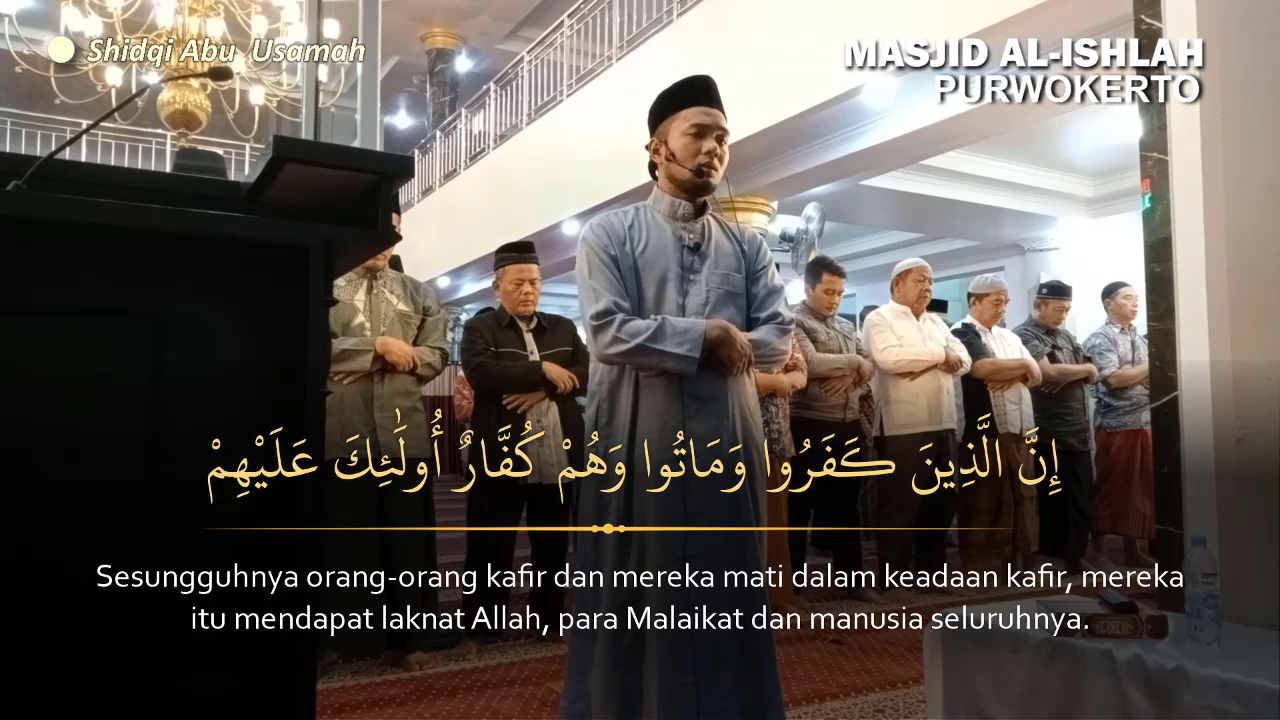 Shidqi Abu Usamah
MASJID AL-ISHLAH
PURWOKERTO
إِنَّ الَّذِينَ كَفَرُوا وَمَاتُوا وَهُمْ كُفَّارٌ أُولَٰئِكَ عَلَيْهِمْ
Sesungguhnya orang-orang kafir dan mereka mati dalam keadaan kafir, mereka
itu mendapat laknat Allah, para Malaikat dan manusia seluruhnya.